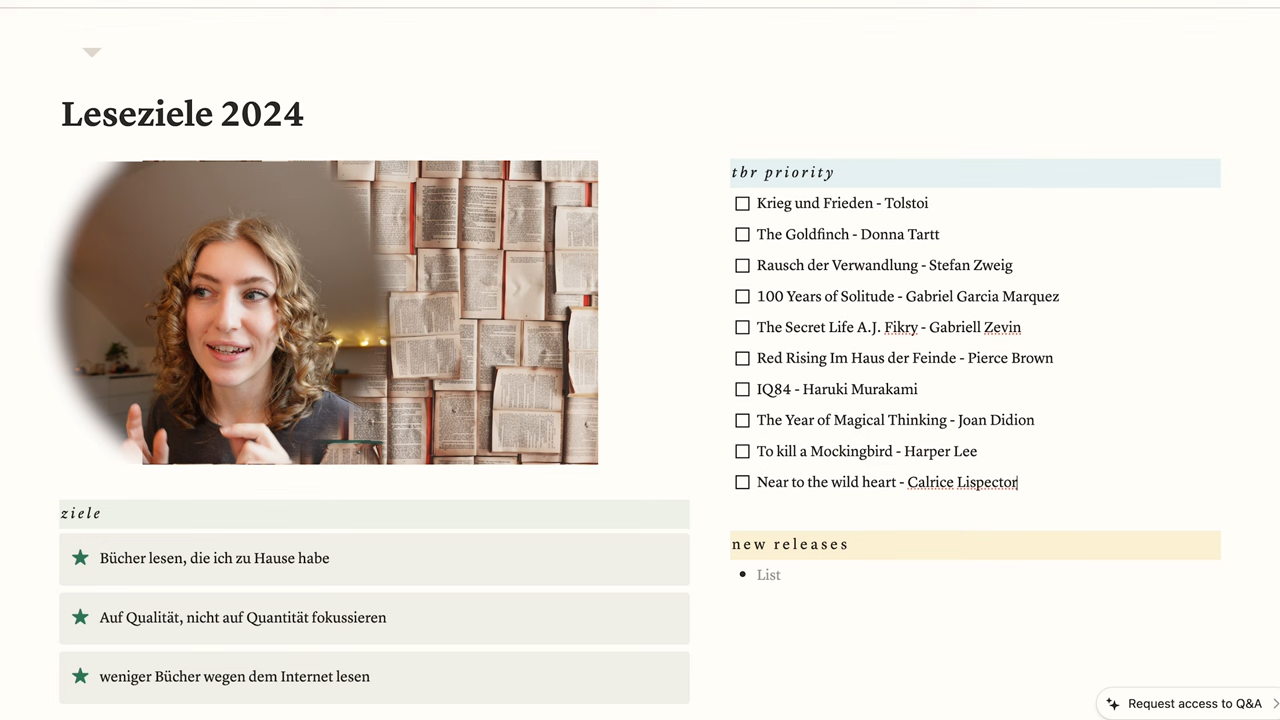 Leseziele 2024
ziele
Bücher lesen, die ich zu Hause habe
Auf Qualität, nicht auf Quantität fokussieren
weniger Bücher wegen dem Internet lesen
tbr priority
Krieg und Frieden - Tolstoi
The Goldfinch - Donna Tartt
Rausch der Verwandlung - Stefan Zweig
100 Years of Solitude - Gabriel Garcia Marquez
The Secret Life A.J. Fikry - Gabriell Zevin
Red Rising Im Haus der Feinde - Pierce Brown
IQ84 - Haruki Murakami
The Year of Magical Thinking - Joan Didion
To kill a Mockingbird - Harper Lee
Near to the wild heart - Calrice Lispector
new releases
List
Request access to Q&A